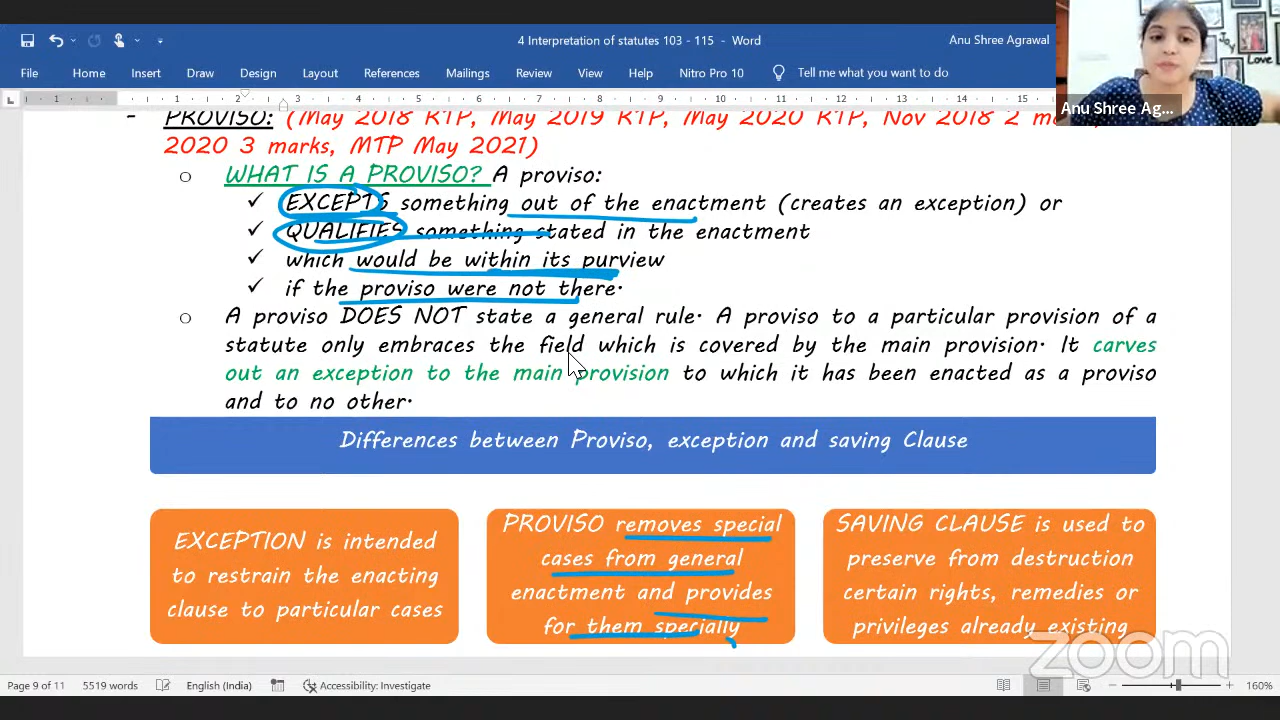 4 Interpretation of statutes 103 - 115 - Word
Anu Shree Agrawal
File Home Insert Draw Design Layout References Mailings Review View Help Nitro Pro 10 Tell me what you want to do
Anu Shree Ag...
- PROVISO: (May 2018 RTP, May 2019 RTP, May 2020 RTP, Nov 2018 2
2020 3 marks, MTP May 2021)
o WHAT IS A PROVISO? A proviso:
✓ EXCEPTS something out of the enactment (creates an exception) or
✓ QUALIFIES something stated in the enactment
✓ which would be within its purview
✓ if the proviso were not there.
o A proviso DOES NOT state a general rule. A proviso to a particular provision of a
statute only embraces the field which is covered by the main provision. It carves
out an exception to the main provision to which it has been enacted as a proviso
and to no other.
Differences between Proviso, exception and saving Clause
EXCEPTION is intended
to restrain the enacting
clause to particular cases
PROVISO removes special
cases from general
enactment and provides
for them specially
SAVING CLAUSE is used to
preserve from destruction
certain rights, remedies or
privileges already existing
zoom
Page 9 of 11 5519 words English (India) Accessibility: Investigate 160%